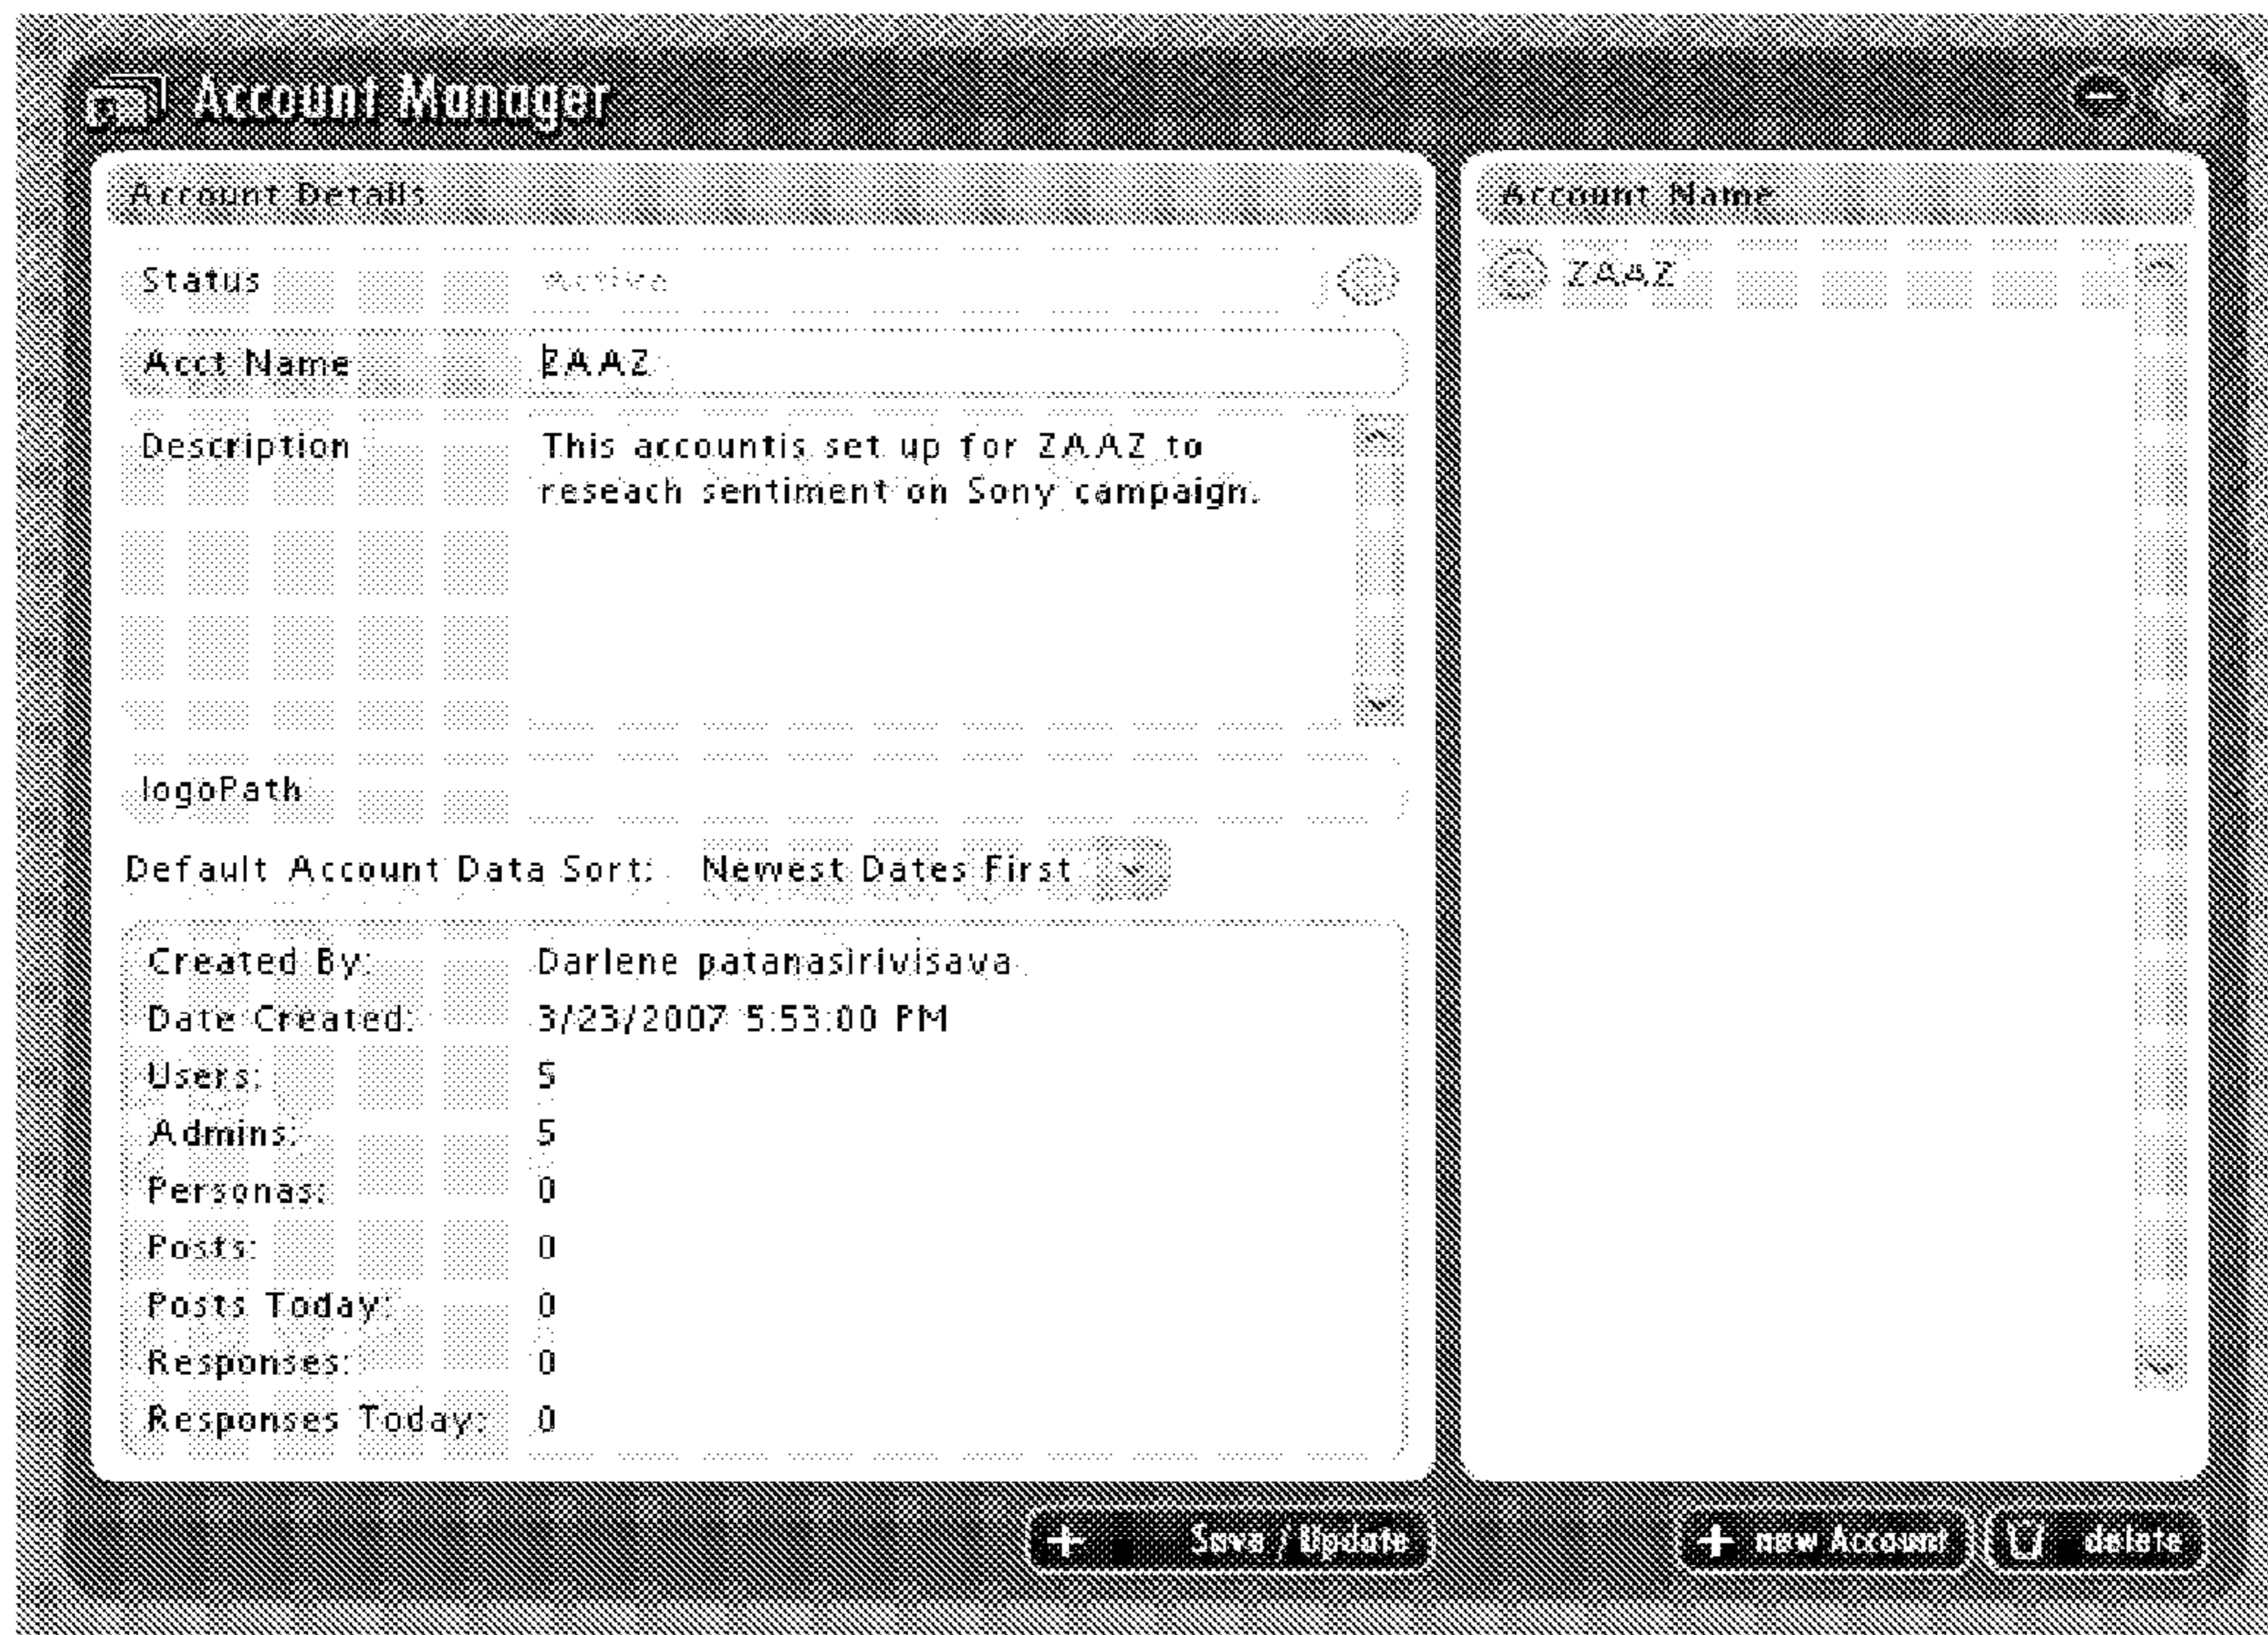 Account Manager
Account Details
Status Active
Acct Name ZAAZ
Description This accountis set up for ZAAZ to
reseach sentiment on Sony campaign.
logoPath
Default Account Data Sort: Newest Dates First
Created By: Darlene patanasirivisava
Date Created: 3/23/2007 5:53:00 PM
Users: 5
Admins: 5
Personas: 0
Posts: 0
Posts Today: 0
Responses: 0
Responses Today: 0
Save / Update
Account Name
ZAAZ
new Account
delete